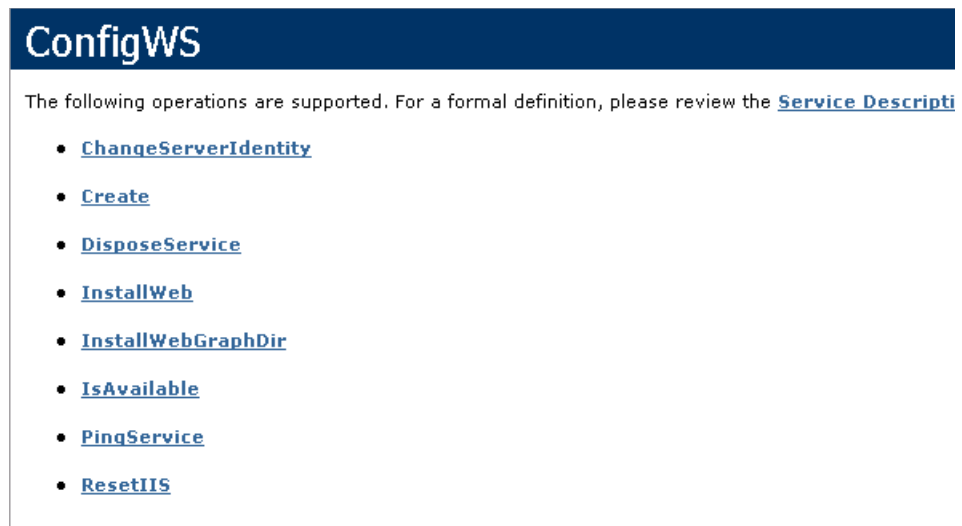 ConfigWS
The following operations are supported. For a formal definition, please review the Service Descripti
ChangeServerIdentity
Create
DisposeService
InstallWeb
InstallWebGraphDir
IsAvailable
PingService
ResetIIS